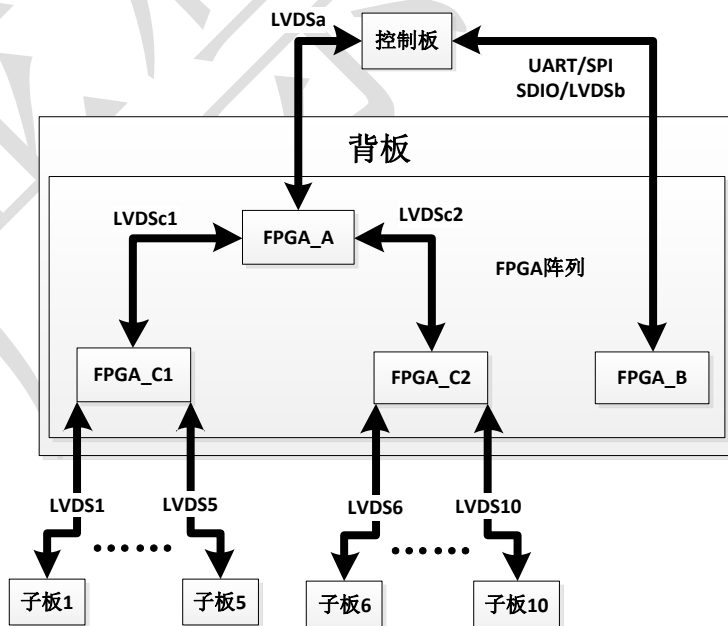 LVDSa
控制板
UART/SPI
SDIO/LVDSb
背板
LVDSc1
FPGA_A
LVDSc2
FPGA阵列
FPGA_C1
FPGA_C2
FPGA_B
LVDS1
LVDS5
LVDS6
LVDS10
子板1
子板5
子板6
子板10